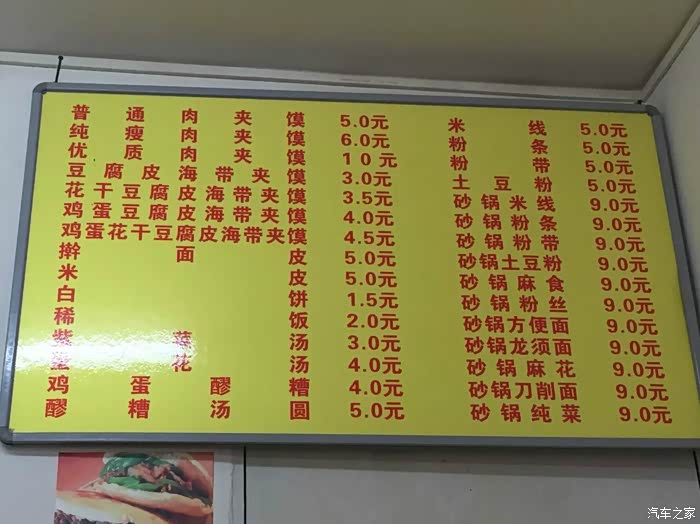 普通肉夹馍 5.0元
纯瘦肉夹馍 6.0元
优质肉夹馍 10元
豆腐皮海带夹馍 3.0元
花干豆腐皮海带夹馍 3.5元
鸡蛋豆腐皮海带夹馍 4.0元
鸡蛋花干豆腐皮海带夹馍 4.5元
擀面皮 5.0元
米皮 5.0元
白饼 1.5元
稀饭 2.0元
紫菜汤 3.0元
蛋花汤 4.0元
鸡蛋醪糟 4.0元
醪糟汤圆 5.0元
米线 5.0元
粉条 5.0元
粉带 5.0元
土豆粉 5.0元
砂锅米线 9.0元
砂锅粉条 9.0元
砂锅粉带 9.0元
砂锅土豆粉 9.0元
砂锅麻食 9.0元
砂锅粉丝 9.0元
砂锅方便面 9.0元
砂锅龙须面 9.0元
砂锅麻花 9.0元
砂锅刀削面 9.0元
砂锅纯菜 9.0元
汽车之家